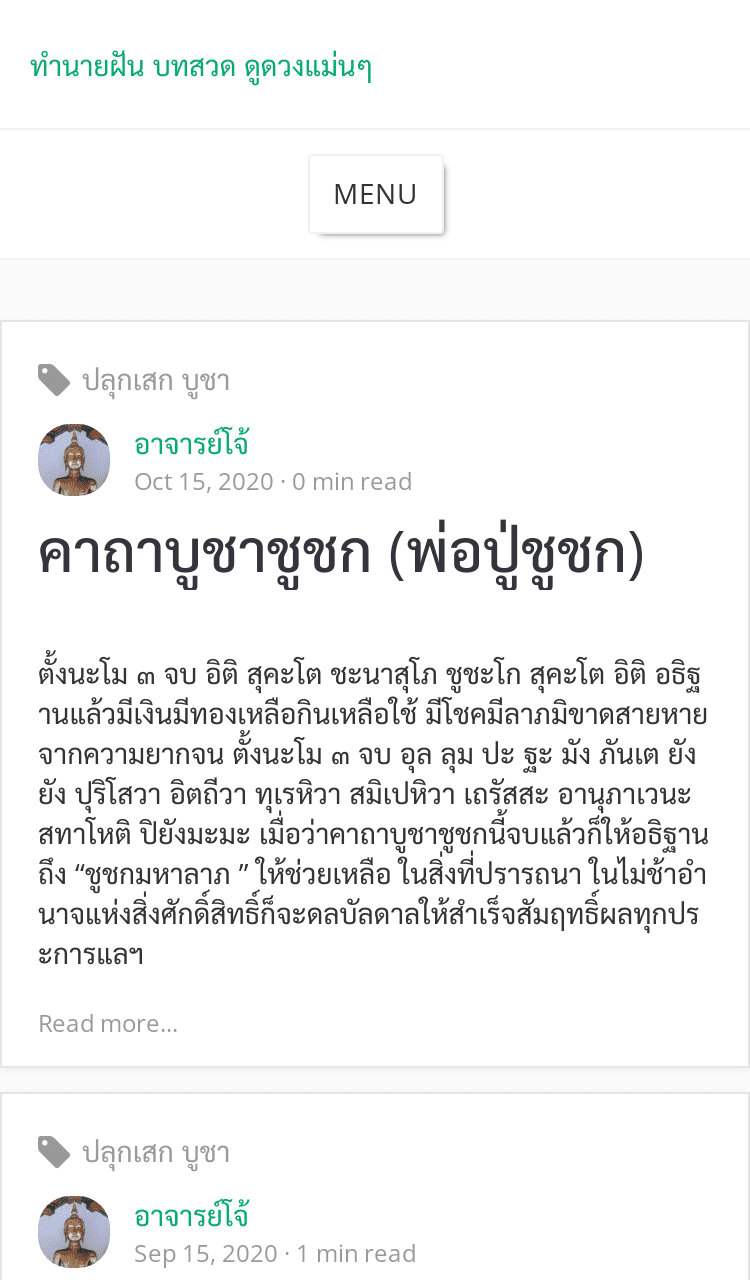 ทำนายฝัน บทสวด ดูดวงแม่นๆ
MENU
ปลุกเสก บูชา
อาจารย์โจ้
Oct 15, 2020 · 0 min read
คาถาบูชาชูชก (พ่อปู่ชูชก)
ตั้งนะโม ๓ จบ อิติ สุคะโต ชะนาสุโภ ชูชะโก สุคะโต อิติ อธิฐ
านแล้วมีเงินมีทองเหลือกินเหลือใช้ มีโชคมีลาภมิขาดสายหาย
จากความยากจน ตั้งนะโม ๓ จบ อุล ลุม ปะ ฐะ มัง ภันเต ยัง
ยัง ปุริโสวา อิตถีวา ทุเรหิวา สมิเปหิวา เถรัสสะ อานุภาเวนะ
สทาโหติ ปิยังมะมะ เมื่อว่าคาถาบูชาชูชกนี้จบแล้วก็ให้อธิฐาน
ถึง “ชูชกมหาลาภ ” ให้ช่วยเหลือ ในสิ่งที่ปรารถนา ในไม่ช้าอำ
นาจแห่งสิ่งศักดิ์สิทธิ์ก็จะดลบัลดาลให้สำเร็จสัมฤทธิ์ผลทุกปร
ะการแลฯ
Read more...
ปลุกเสก บูชา
อาจารย์โจ้
Sep 15, 2020 · 1 min read